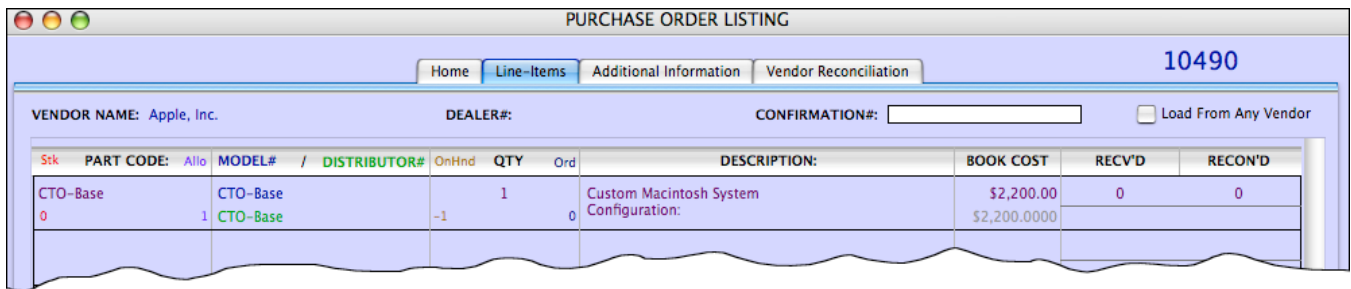 PURCHASE ORDER LISTING
Home Line-Items Additional Information Vendor Reconciliation 10490
VENDOR NAME: Apple, Inc. DEALER#: CONFIRMATION#: Load From Any Vendor
Stk PART CODE: Allo MODEL# / DISTRIBUTOR# OnHnd QTY Ord DESCRIPTION: BOOK COST RECV'D RECON'D
CTO-Base CTO-Base 1 Custom Macintosh System $2,200.00 0 0
0 1 CTO-Base -1 0 Configuration: $2,200.0000